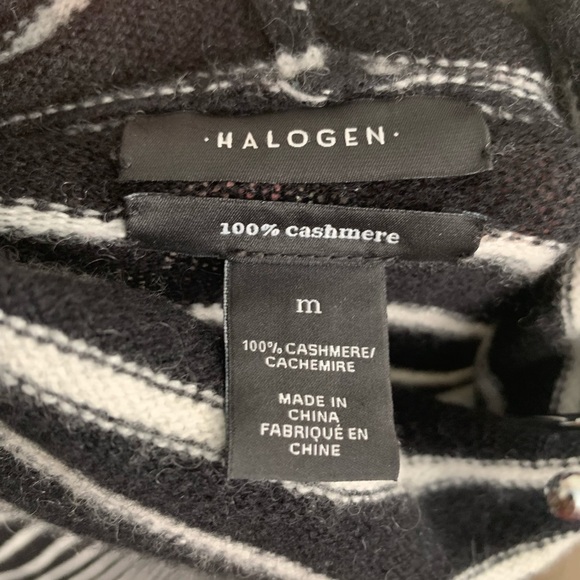 ·HALOGEN·
100% cashmere
m
100% CASHMERE/
CACHEMIRE
MADE IN
CHINA
FABRIQUÉ EN
CHINE